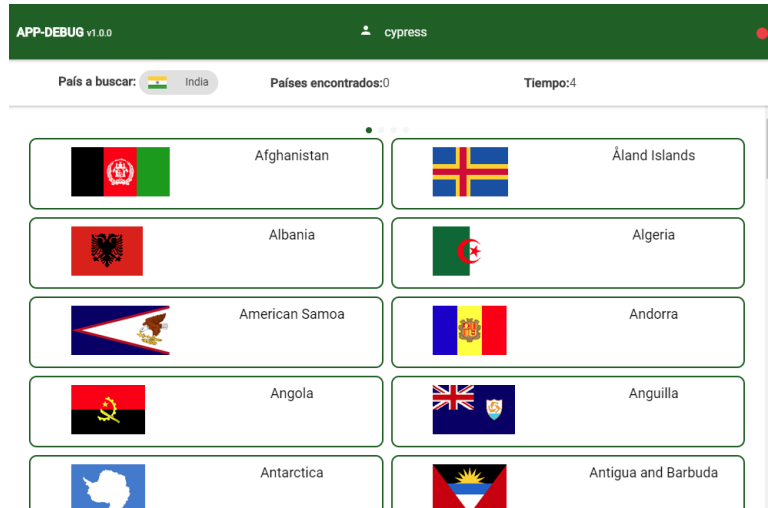 APP-DEBUG v1.0.0
cypress
País a buscar: India
Países encontrados:0
Tiempo:4
Afghanistan
Åland Islands
Albania
Algeria
American Samoa
Andorra
Angola
Anguilla
Antarctica
Antigua and Barbuda